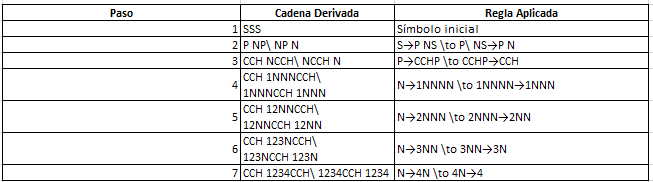 Paso Cadena Derivada Regla Aplicada
1 SSS Símbolo inicial
2 P NP\ NP N S→P NS \to P\ NS→P N
3 CCH NCCH\ NCCH N P→CCHP \to CCHP→CCH
CCH 1NNNCCH\
4 1NNNCCH 1NNN N→1NNNN \to 1NNNN→1NNN
CCH 12NNCCH\
5 12NNCCH 12NN N→2NNN \to 2NNN→2NN
CCH 123NCCH\
6 123NCCH 123N N→3NN \to 3NN→3N
7 CCH 1234CCH\ 1234CCH 1234 N→4N \to 4N→4